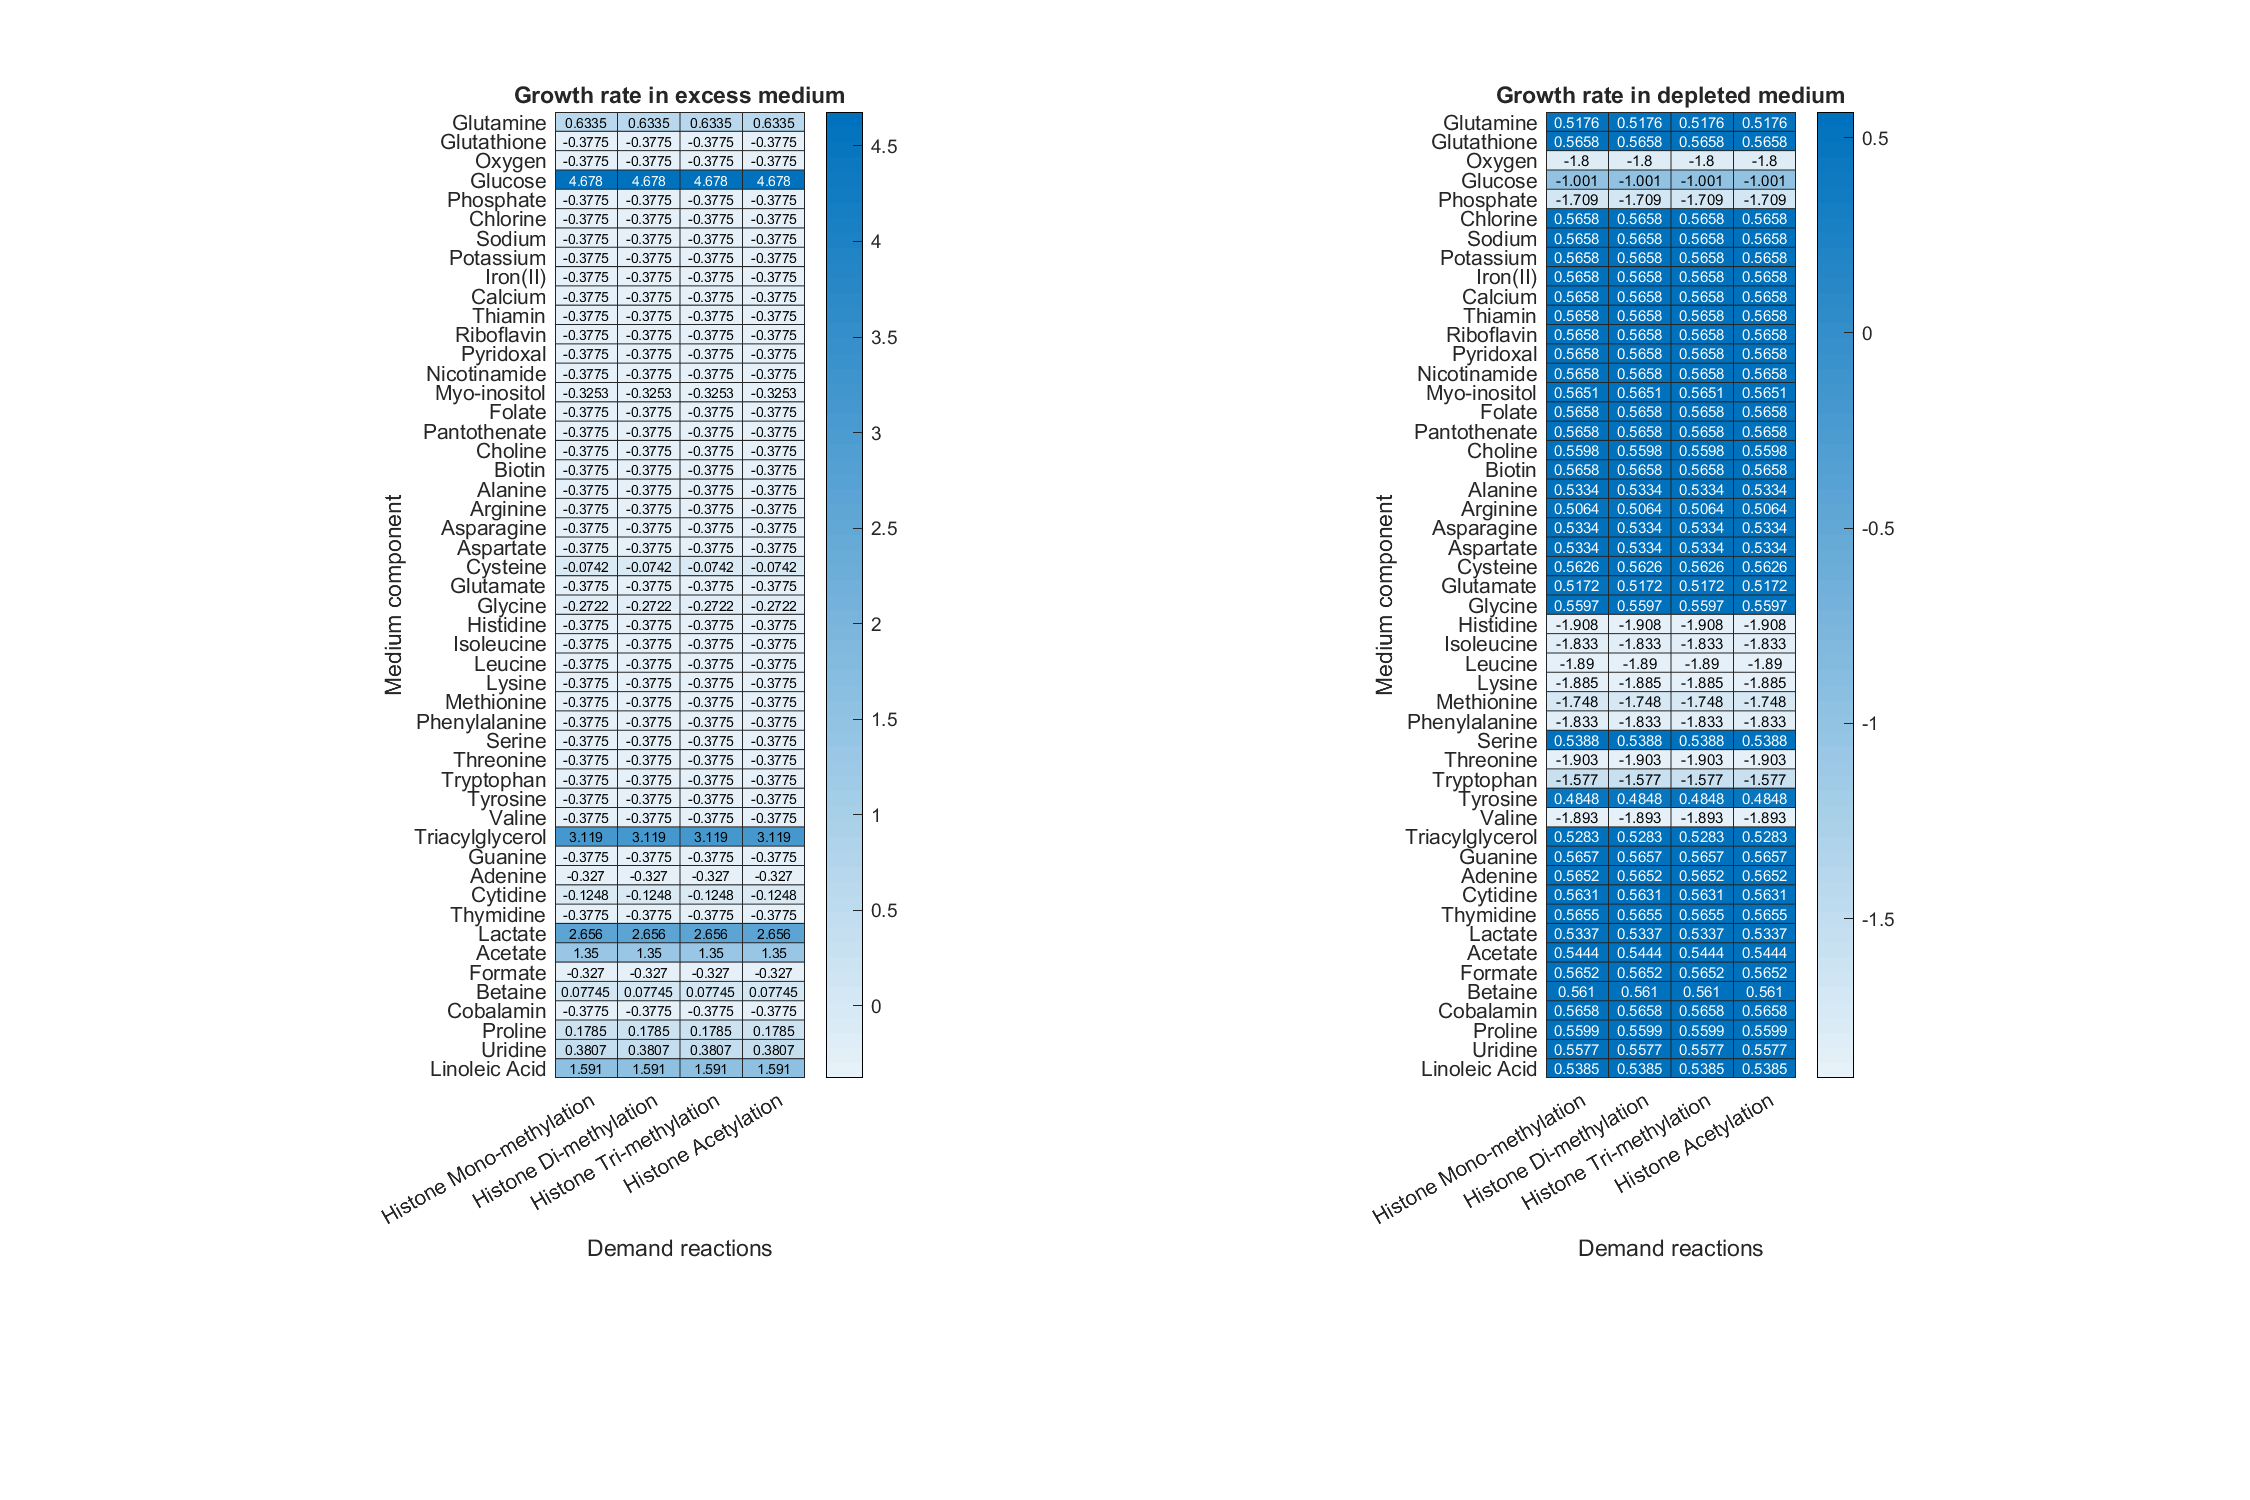 Growth rate in excess medium
Glutamine 0.6335 0.6335 0.6335 0.6335
Glutathione -0.3775 -0.3775 -0.3775 -0.3775
Oxygen -0.3775 -0.3775 -0.3775 -0.3775
Glucose 4.678 4.678 4.678 4.678
Phosphate -0.3775 -0.3775 -0.3775 -0.3775
Chlorine -0.3775 -0.3775 -0.3775 -0.3775
Sodium -0.3775 -0.3775 -0.3775 -0.3775
Potassium -0.3775 -0.3775 -0.3775 -0.3775
Iron(II) -0.3775 -0.3775 -0.3775 -0.3775
Calcium -0.3775 -0.3775 -0.3775 -0.3775
Thiamin -0.3775 -0.3775 -0.3775 -0.3775
Riboflavin -0.3775 -0.3775 -0.3775 -0.3775
Pyridoxal -0.3775 -0.3775 -0.3775 -0.3775
Nicotinamide -0.3775 -0.3775 -0.3775 -0.3775
Myo-inositol -0.3253 -0.3253 -0.3253 -0.3253
Folate -0.3775 -0.3775 -0.3775 -0.3775
Pantothenate -0.3775 -0.3775 -0.3775 -0.3775
Choline -0.3775 -0.3775 -0.3775 -0.3775
Biotin -0.3775 -0.3775 -0.3775 -0.3775
Alanine -0.3775 -0.3775 -0.3775 -0.3775
Arginine -0.3775 -0.3775 -0.3775 -0.3775
Asparagine -0.3775 -0.3775 -0.3775 -0.3775
Aspartate -0.3775 -0.3775 -0.3775 -0.3775
Cysteine -0.0742 -0.0742 -0.0742 -0.0742
Glutamate -0.3775 -0.3775 -0.3775 -0.3775
Glycine -0.2722 -0.2722 -0.2722 -0.2722
Histidine -0.3775 -0.3775 -0.3775 -0.3775
Isoleucine -0.3775 -0.3775 -0.3775 -0.3775
Leucine -0.3775 -0.3775 -0.3775 -0.3775
Lysine -0.3775 -0.3775 -0.3775 -0.3775
Methionine -0.3775 -0.3775 -0.3775 -0.3775
Phenylalanine -0.3775 -0.3775 -0.3775 -0.3775
Serine -0.3775 -0.3775 -0.3775 -0.3775
Threonine -0.3775 -0.3775 -0.3775 -0.3775
Tryptophan -0.3775 -0.3775 -0.3775 -0.3775
Tyrosine -0.3775 -0.3775 -0.3775 -0.3775
Valine -0.3775 -0.3775 -0.3775 -0.3775
Triacylglycerol 3.119 3.119 3.119 3.119
Guanine -0.3775 -0.3775 -0.3775 -0.3775
Adenine -0.327 -0.327 -0.327 -0.327
Cytidine -0.1248 -0.1248 -0.1248 -0.1248
Thymidine -0.3775 -0.3775 -0.3775 -0.3775
Lactate 2.656 2.656 2.656 2.656
Acetate 1.35 1.35 1.35 1.35
Formate -0.327 -0.327 -0.327 -0.327
Betaine 0.07745 0.07745 0.07745 0.07745
Cobalamin -0.3775 -0.3775 -0.3775 -0.3775
Proline 0.1785 0.1785 0.1785 0.1785
Uridine 0.3807 0.3807 0.3807 0.3807
Linoleic Acid 1.591 1.591 1.591 1.591
Medium component
4.5
4
3.5
3
2.5
2
1.5
1
0.5
0
Histone Mono-methylation
Histone Di-methylation
Histone Tri-methylation
Histone Acetylation
Demand reactions
Growth rate in depleted medium
Glutamine 0.5176 0.5176 0.5176 0.5176
Glutathione 0.5658 0.5658 0.5658 0.5658
Oxygen -1.8 -1.8 -1.8 -1.8
Glucose -1.001 -1.001 -1.001 -1.001
Phosphate -1.709 -1.709 -1.709 -1.709
Chlorine 0.5658 0.5658 0.5658 0.5658
Sodium 0.5658 0.5658 0.5658 0.5658
Potassium 0.5658 0.5658 0.5658 0.5658
Iron(II) 0.5658 0.5658 0.5658 0.5658
Calcium 0.5658 0.5658 0.5658 0.5658
Thiamin 0.5658 0.5658 0.5658 0.5658
Riboflavin 0.5658 0.5658 0.5658 0.5658
Pyridoxal 0.5658 0.5658 0.5658 0.5658
Nicotinamide 0.5658 0.5658 0.5658 0.5658
Myo-inositol 0.5651 0.5651 0.5651 0.5651
Folate 0.5658 0.5658 0.5658 0.5658
Pantothenate 0.5658 0.5658 0.5658 0.5658
Choline 0.5598 0.5598 0.5598 0.5598
Biotin 0.5658 0.5658 0.5658 0.5658
Alanine 0.5334 0.5334 0.5334 0.5334
Arginine 0.5064 0.5064 0.5064 0.5064
Asparagine 0.5334 0.5334 0.5334 0.5334
Aspartate 0.5334 0.5334 0.5334 0.5334
Cysteine 0.5626 0.5626 0.5626 0.5626
Glutamate 0.5172 0.5172 0.5172 0.5172
Glycine 0.5597 0.5597 0.5597 0.5597
Histidine -1.908 -1.908 -1.908 -1.908
Isoleucine -1.833 -1.833 -1.833 -1.833
Leucine -1.89 -1.89 -1.89 -1.89
Lysine -1.885 -1.885 -1.885 -1.885
Methionine -1.748 -1.748 -1.748 -1.748
Phenylalanine -1.833 -1.833 -1.833 -1.833
Serine 0.5388 0.5388 0.5388 0.5388
Threonine -1.903 -1.903 -1.903 -1.903
Tryptophan -1.577 -1.577 -1.577 -1.577
Tyrosine 0.4848 0.4848 0.4848 0.4848
Valine -1.893 -1.893 -1.893 -1.893
Triacylglycerol 0.5283 0.5283 0.5283 0.5283
Guanine 0.5657 0.5657 0.5657 0.5657
Adenine 0.5652 0.5652 0.5652 0.5652
Cytidine 0.5631 0.5631 0.5631 0.5631
Thymidine 0.5655 0.5655 0.5655 0.5655
Lactate 0.5337 0.5337 0.5337 0.5337
Acetate 0.5444 0.5444 0.5444 0.5444
Formate 0.5652 0.5652 0.5652 0.5652
Betaine 0.561 0.561 0.561 0.561
Cobalamin 0.5658 0.5658 0.5658 0.5658
Proline 0.5599 0.5599 0.5599 0.5599
Uridine 0.5577 0.5577 0.5577 0.5577
Linoleic Acid 0.5385 0.5385 0.5385 0.5385
Medium component
0.5
0
-0.5
-1
-1.5
Histone Mono-methylation
Histone Di-methylation
Histone Tri-methylation
Histone Acetylation
Demand reactions